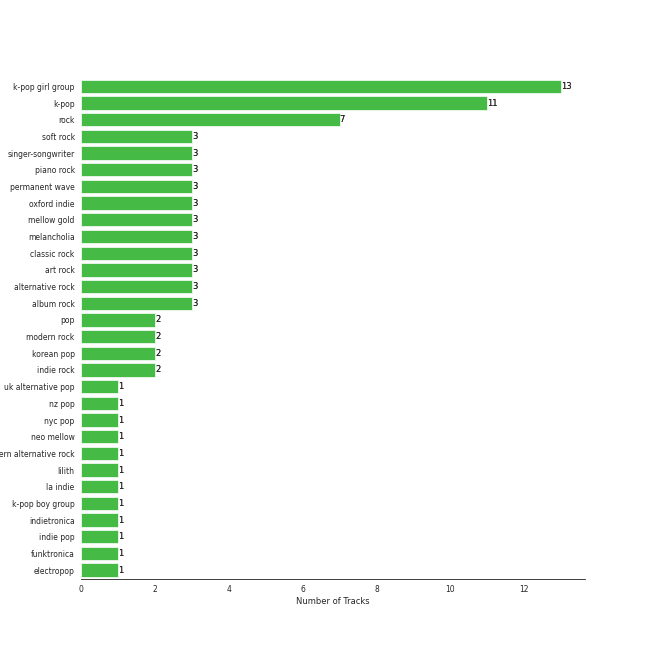 k-pop girl group 13
k-pop 11
rock 7
soft rock 3
singer-songwriter 3
piano rock 3
permanent wave 3
oxford indie 3
mellow gold 3
melancholia 3
classic rock 3
art rock 3
alternative rock 3
album rock 3
pop 2
modern rock 2
korean pop 2
indie rock 2
uk alternative pop 1
nz pop 1
nyc pop 1
neo mellow 1
ern alternative rock 1
lilith 1
la indie 1
k-pop boy group 1
indietronica 1
indie pop 1
funktronica 1
electropop 1
0 2 4 6 8 10 12
Number of Tracks